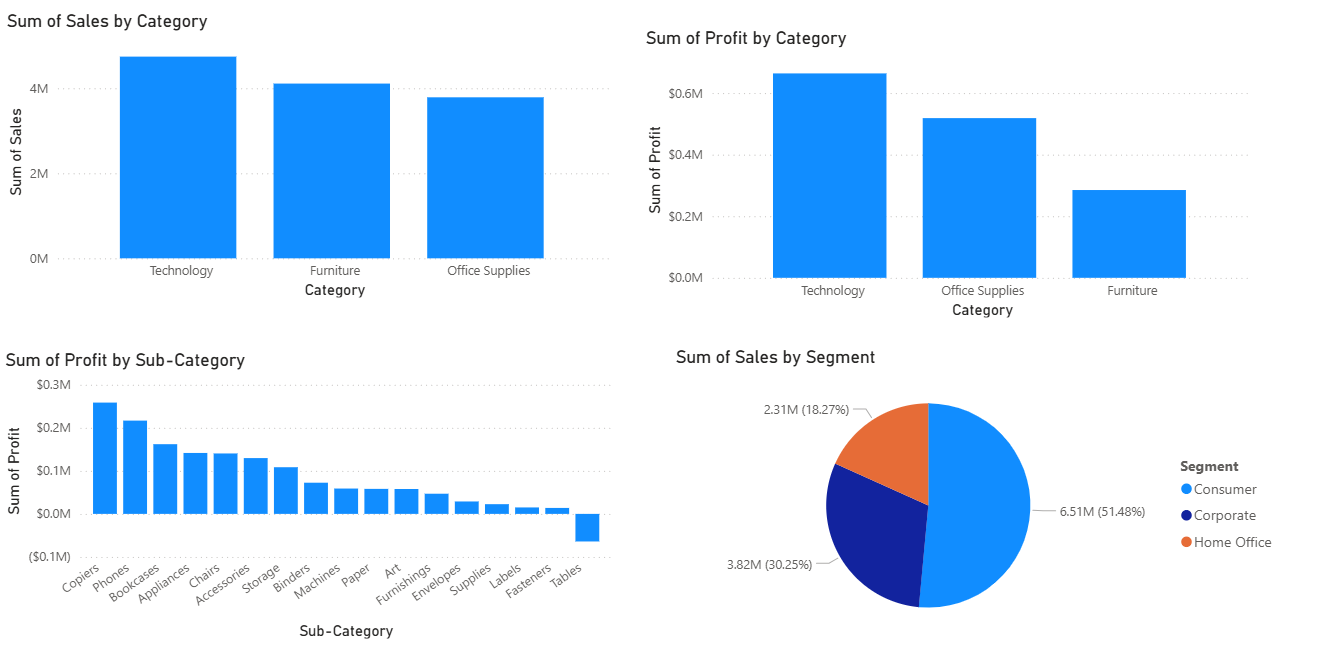 Sum of Sales by Category
Sum of Sales
4M
2M
0M
Technology Furniture Office Supplies
Category
Sum of Profit by Category
Sum of Profit
$0.6M
$0.4M
$0.2M
$0.0M
Technology Office Supplies Furniture
Category
Sum of Profit by Sub-Category
Sum of Profit
$0.3M
$0.2M
$0.1M
$0.0M
($0.1M)
Copiers Phones Bookcases Appliances Chairs Accessories Storage Binders Machines Paper Art Furnishings Envelopes Supplies Labels Fasteners Tables
Sub-Category
Sum of Sales by Segment
2.31M (18.27%)
6.51M (51.48%)
3.82M (30.25%)
Segment
Consumer
Corporate
Home Office